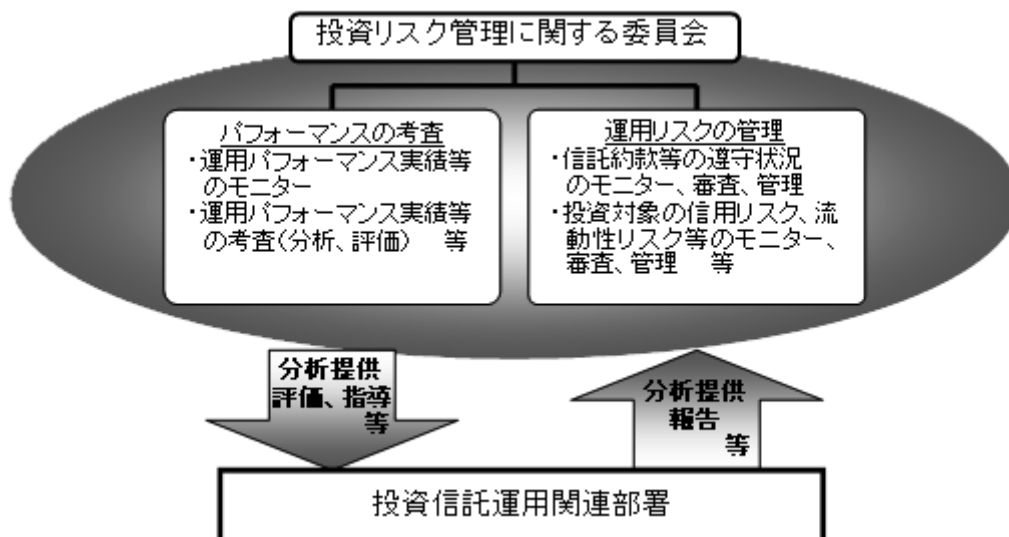 投資リスク管理に関する委員会
パフォーマンスの考査
・運用パフォーマンス実績等
のモニター
・運用パフォーマンス実績等
の考査(分析、評価)　等
運用リスクの管理
・信託約款等の遵守状況
のモニター、審査、管理
・投資対象の信用リスク、流
動性リスク等のモニター、
審査、管理　等
分析提供
評価、指導
等
分析提供
報告
等
投資信託運用関連部署